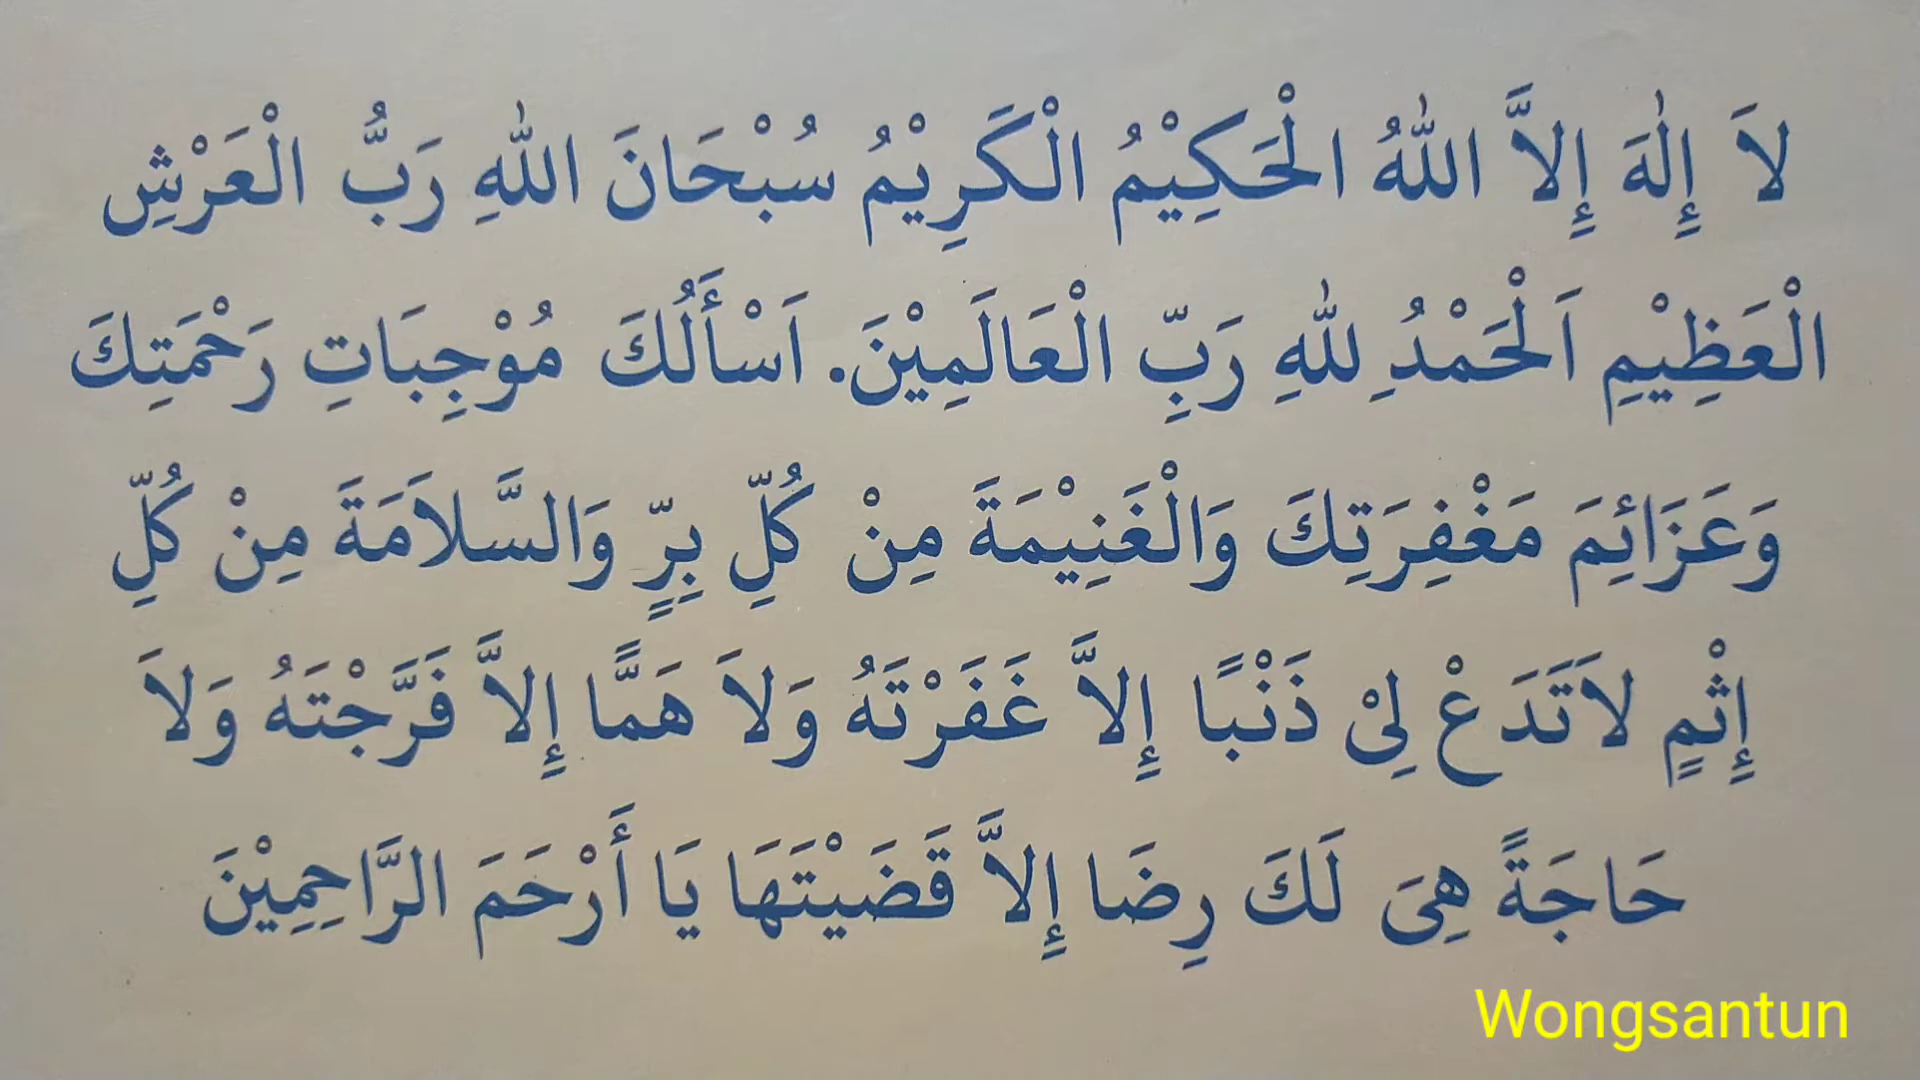 لاَ إِلٰهَ إِلاَّ اللهُ الْحَكِيْمُ الْكَرِيْمُ سُبْحَانَ اللهِ رَبُّ الْعَرْشِ
الْعَظِيْمِ اَلْحَمْدُ لِلّٰهِ رَبِّ الْعَالَمِيْنَ. اَسْأَلُكَ مُوْجِبَاتِ رَحْمَتِكَ
وَعَزَائِمَ مَغْفِرَتِكَ وَالْغَنِيْمَةَ مِنْ كُلِّ بِرٍّ وَالسَّلاَمَةَ مِنْ كُلِّ
إِثْمٍ لاَتَدَعْ لِىْ ذَنْبًا إِلاَّ غَفَرْتَهُ وَلاَ هَمًّا إِلاَّ فَرَّجْتَهُ وَلاَ
حَاجَةً هِىَ لَكَ رِضَا إِلاَّ قَضَيْتَهَا يَا أَرْحَمَ الرَّاحِمِيْنَ
Wongsantun